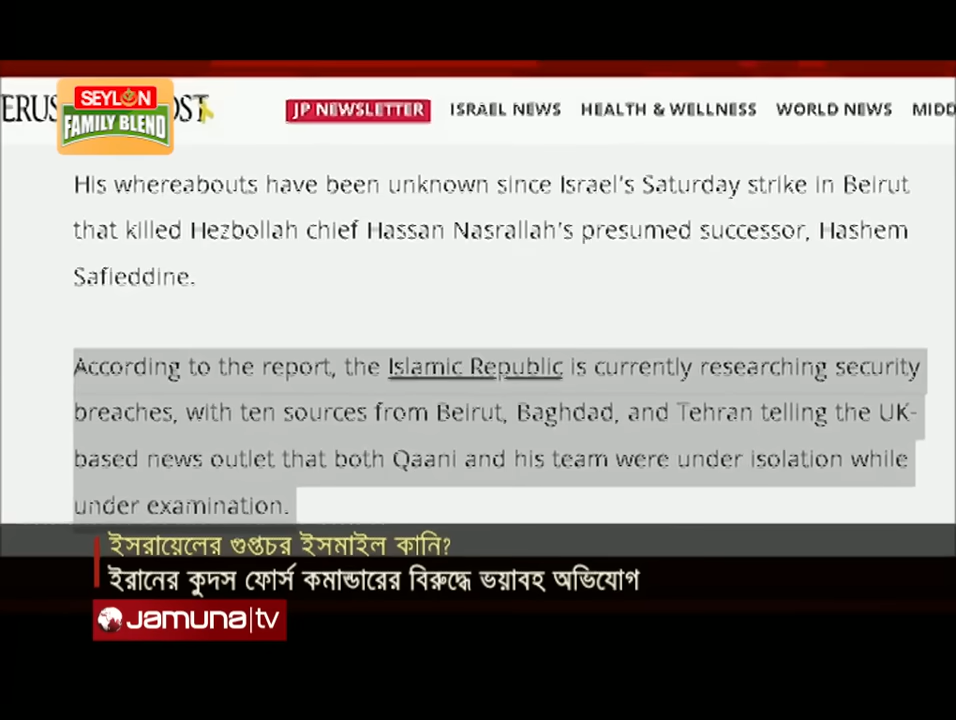 ERUS
OST
SEYLON
FAMILY BLEND
JP NEWSLETTER ISRAEL NEWS HEALTH & WELLNESS WORLD NEWS MIDD
His whereabouts have been unknown since Israel's Saturday strike in Beirut
that killed Hezbollah chief Hassan Nasrallah's presumed successor, Hashem
Safieddine.
According to the report, the Islamic Republic is currently researching security
breaches, with ten sources from Beirut, Baghdad, and Tehran telling the UK-
based news outlet that both Qaani and his team were under isolation while
under examination.
ইসরায়েলের গুপ্তচর ইসমাইল কানি?
ইরানের কুদস ফোর্স কমান্ডারের বিরুদ্ধে ভয়াবহ অভিযোগ
Jamuna|tv